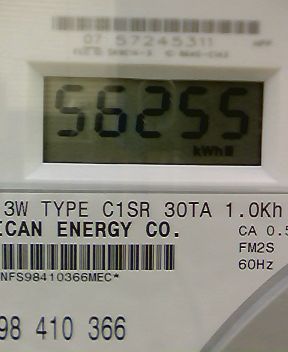 07 57245311
56255
kWh
3W TYPE C1SR 30TA 1.0Kh
ICAN ENERGY CO.
CA 0.5
FM2S
60Hz
NFS98410366MEC*
98 410 366